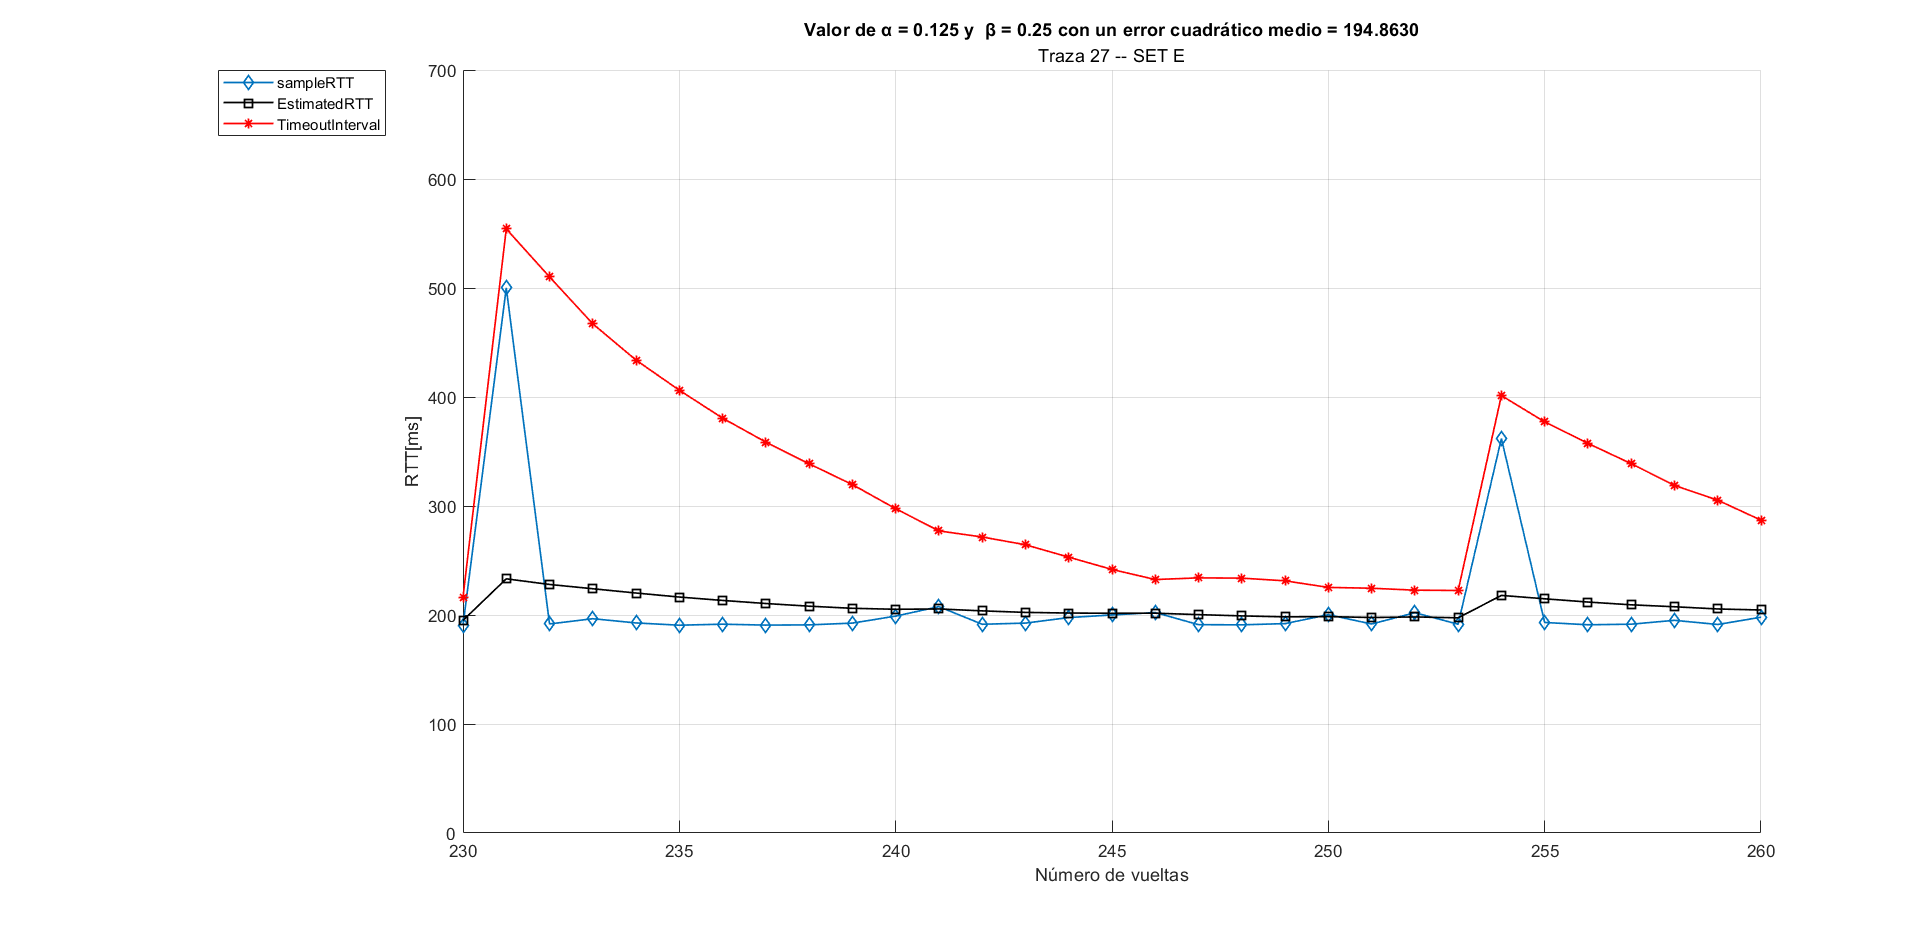 Valor de α = 0.125 y  β = 0.25 con un error cuadrático medio = 194.8630
Traza 27 -- SET E
sampleRTT
EstimatedRTT
TimeoutInterval
700
600
500
400
300
200
100
0
RTT[ms]
230 235 240 245 250 255 260
Número de vueltas